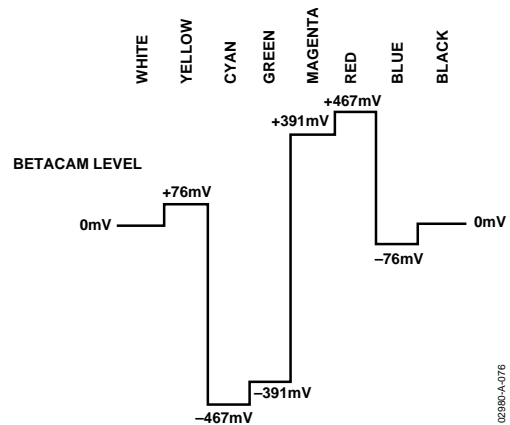 WHITE
YELLOW
CYAN
GREEN
MAGENTA
RED
BLUE
BLACK
+467mV
+391mV
BETACAM LEVEL
+76mV
0mV
0mV
–76mV
–391mV
–467mV
02980-A-076